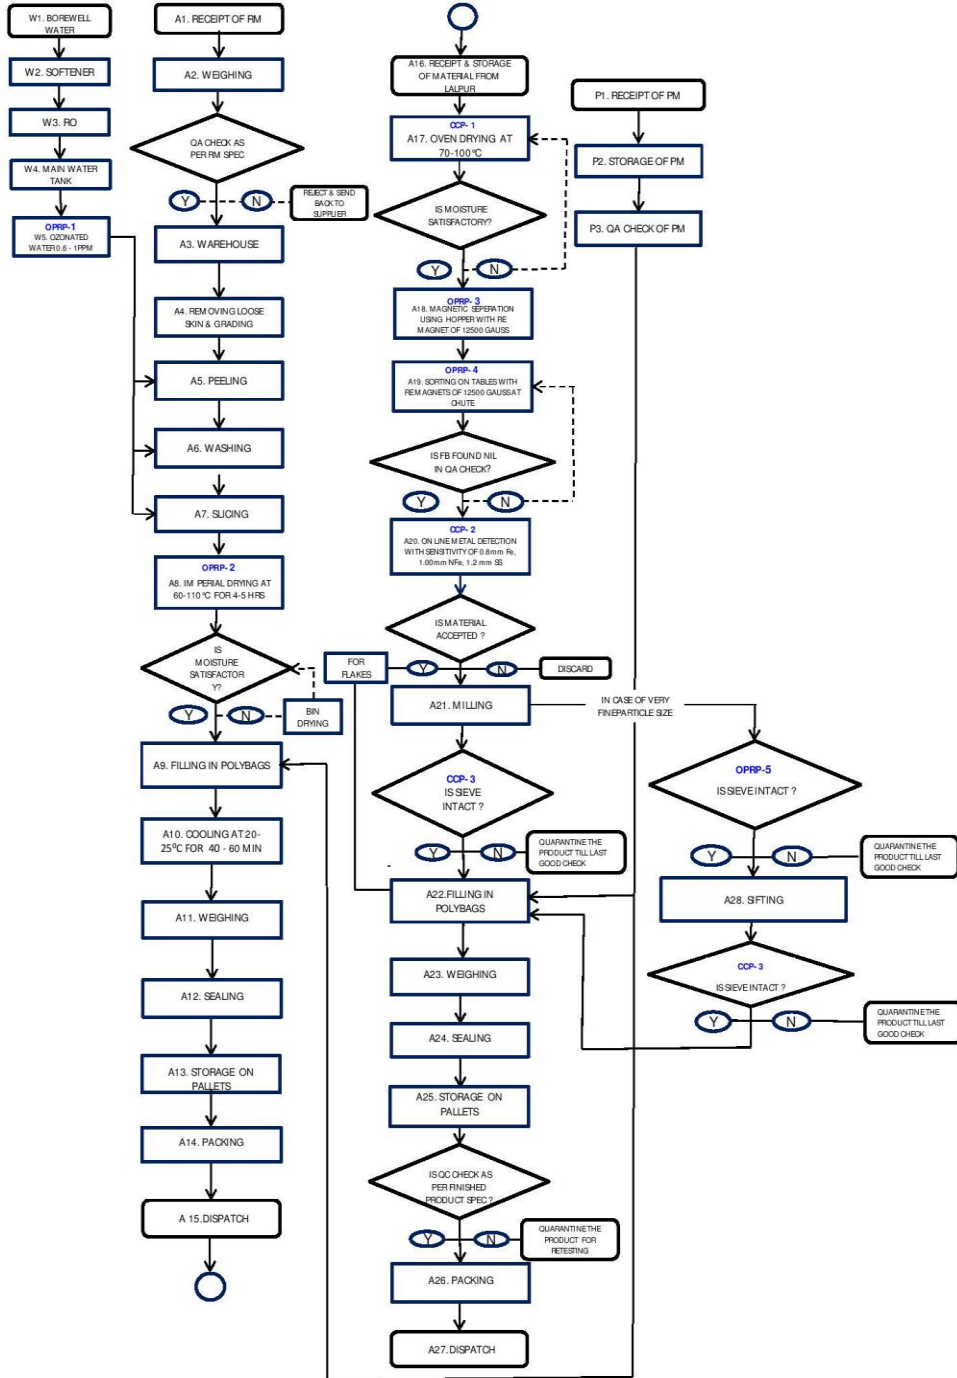 W1. BOREWELL
WATER
W2. SOFTENER
W3. RO
W4. MAIN WATER
TANK
OPRP-1
W5. OZONATED
WATER 0.6 - 1PPM
A1. RECEIPT OF RM
A2. WEIGHING
QA CHECK AS
PER RM SPEC
Y
N
REJECT & SEND
BACK TO
SUPPLIER
A3. WAREHOUSE
A4. REMOVING LOOSE
SKIN & GRADING
A5. PEELING
A6. WASHING
A7. SLICING
OPRP-2
A8. IM PERIAL DRYING AT
60-110 °C FOR 4-5 HRS
IS
MOISTURE
SATISFACTOR
Y?
Y
N
BIN
DRYING
A9. FILLING IN POLYBAGS
A10. COOLING AT 20-
25°C FOR 40 - 60 MIN
A11. WEIGHING
A12. SEALING
A13. STORAGE ON
PALLETS
A14. PACKING
A 15. DISPATCH
A16. RECEIPT & STORAGE
OF MATERIAL FROM
LALPUR
CCP- 1
A17. OVEN DRYING AT
70-100°C
IS MOISTURE
SATISFACTORY?
Y
N
OPRP- 3
A18. MAGNETIC SEPERATION
USING HOPPER WITH RE
MAGNET OF 12500 GAUSS
OPRP- 4
A19. SORTING ON TABLES WITH
RE MAGNETS OF 12500 GAUSS AT
CHUTE
IS FB FOUND NIL
IN QA CHECK?
Y
N
CCP- 2
A20. ON LINE METAL DETECTION
WITH SENSITIVITY OF 0.8mm Fe,
1.00mm NFe, 1.2 mm SS
IS MATERIAL
ACCEPTED ?
FOR
FLAKES
Y
N
DISCARD
A21. MILLING
IN CASE OF VERY
FINE PARTICLE SIZE
CCP- 3
IS SIEVE
INTACT ?
Y
N
QUARANTINE THE
PRODUCT TILL LAST
GOOD CHECK
A22.FILLING IN
POLYBAGS
A23. WEIGHING
A24. SEALING
A25. STORAGE ON
PALLETS
IS QC CHECK AS
PER FINISHED
PRODUCT SPEC ?
Y
N
QUARANTINE THE
PRODUCT FOR
RETESTING
A26. PACKING
A27. DISPATCH
P1. RECEIPT OF PM
P2. STORAGE OF PM
P3. QA CHECK OF PM
OPRP-5
IS SIEVE INTACT ?
Y
N
QUARANTINE THE
PRODUCT TILL LAST
GOOD CHECK
A28. SIFTING
CCP- 3
IS SIEVE INTACT ?
Y
N
QUARANTINE THE
PRODUCT TILL LAST
GOOD CHECK